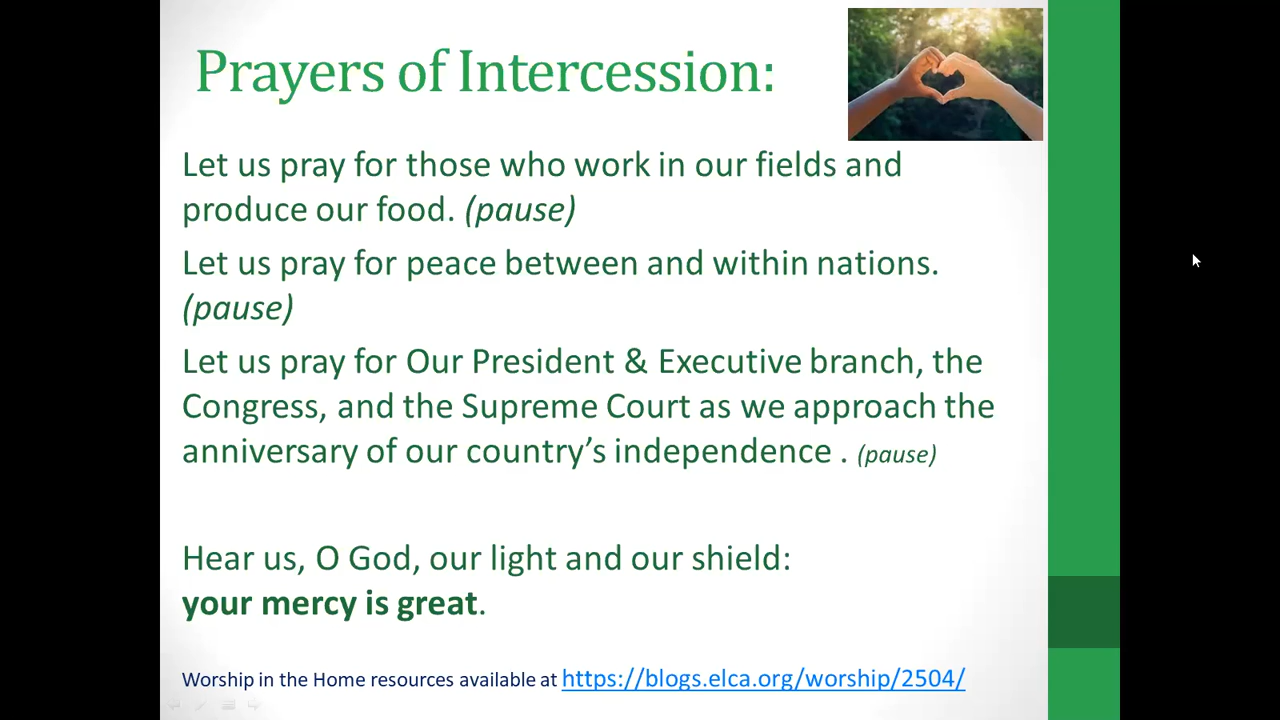 Prayers of Intercession:
Let us pray for those who work in our fields and
produce our food. (pause)
Let us pray for peace between and within nations.
(pause)
Let us pray for Our President & Executive branch, the
Congress, and the Supreme Court as we approach the
anniversary of our country’s independence . (pause)
Hear us, O God, our light and our shield:
your mercy is great.
Worship in the Home resources available at https://blogs.elca.org/worship/2504/